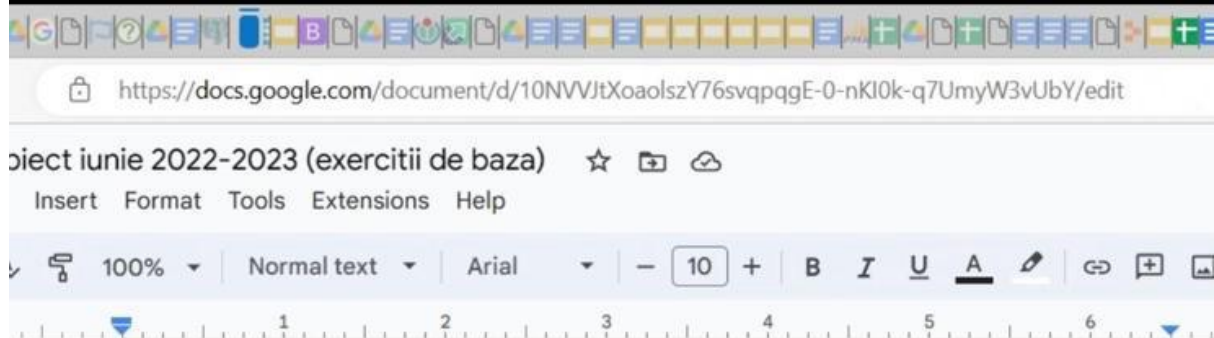 https://docs.google.com/document/d/10NVVJtXoaolszY76svqpqgE-0-nKI0k-q7UmyW3vUbY/edit
oiect iunie 2022-2023 (exercitii de baza)
Insert Format Tools Extensions Help
100% Normal text Arial 10 B I U A
1 2 3 4 5 6